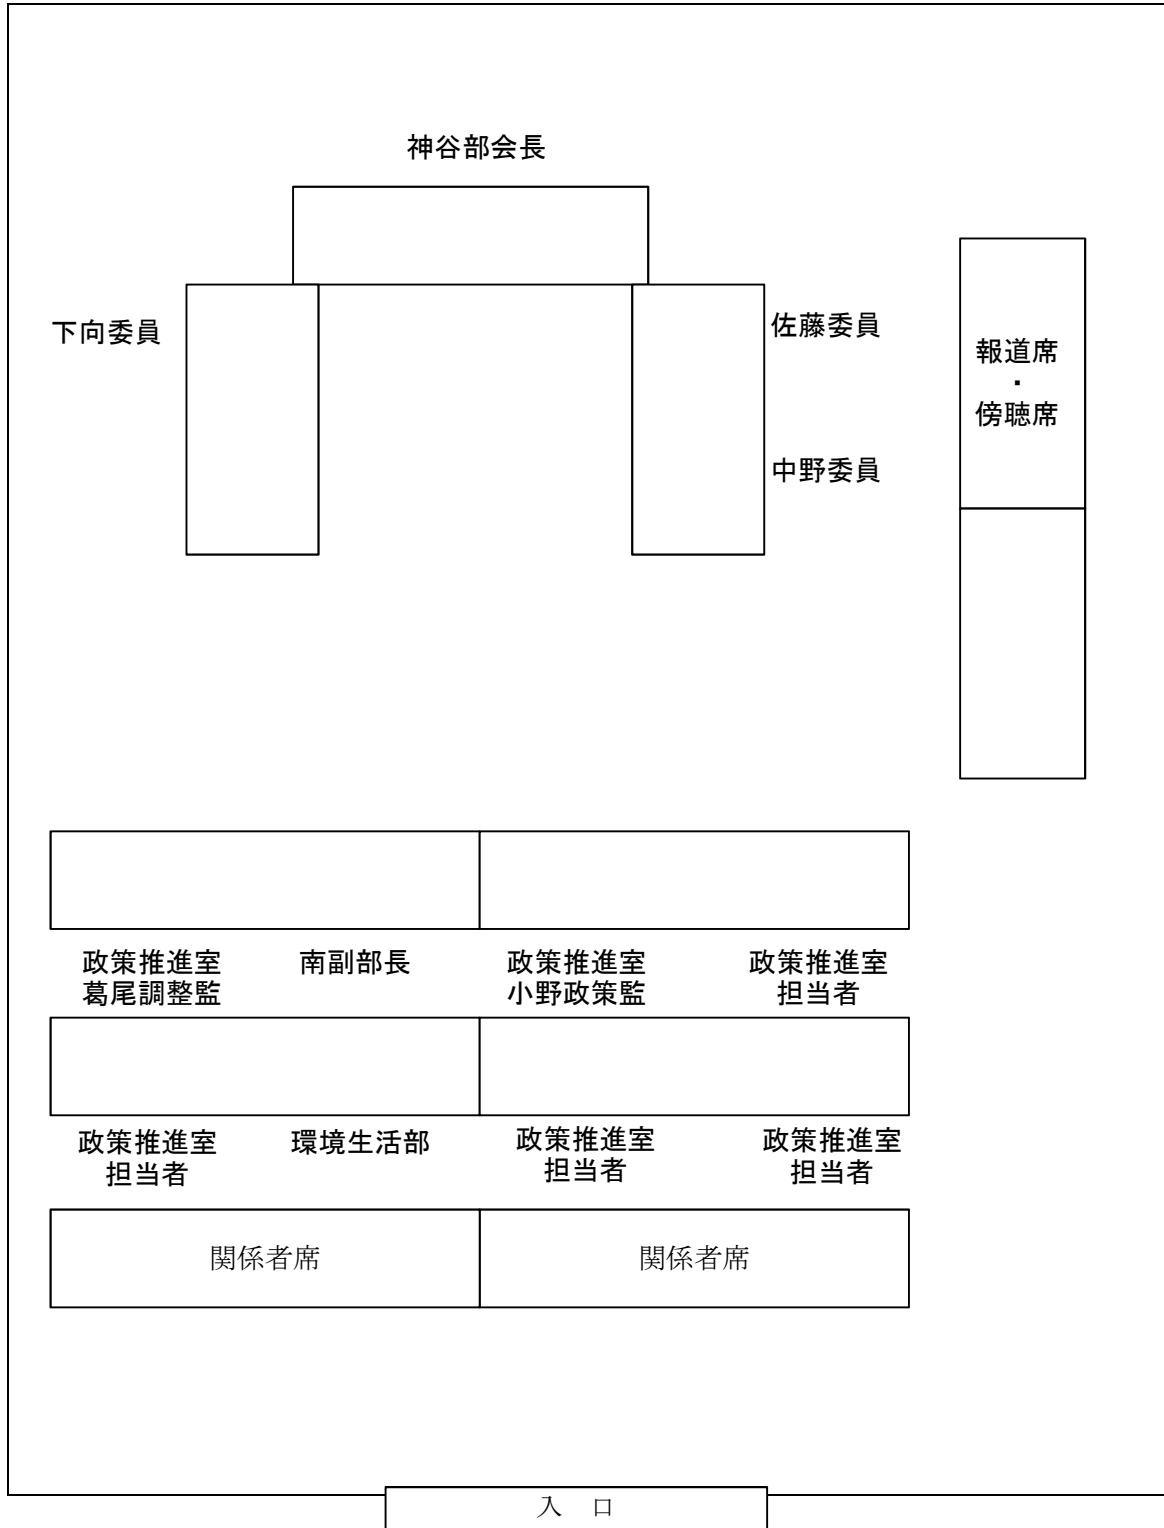 神谷部会長
下向委員
佐藤委員
中野委員
報道席
・
傍聴席
政策推進室
葛尾調整監
南副部長
政策推進室
小野政策監
政策推進室
担当者
政策推進室
担当者
環境生活部
政策推進室
担当者
政策推進室
担当者
関係者席
関係者席
入 口